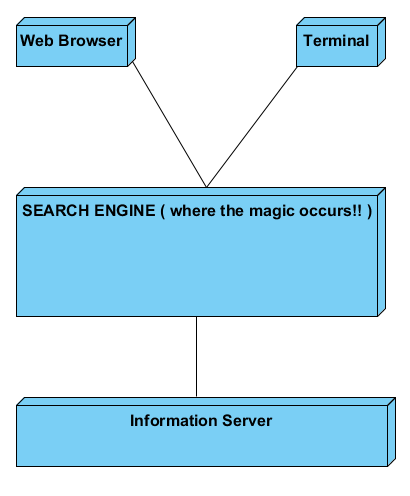 Web Browser
Terminal
SEARCH ENGINE ( where the magic occurs!! )
Information Server